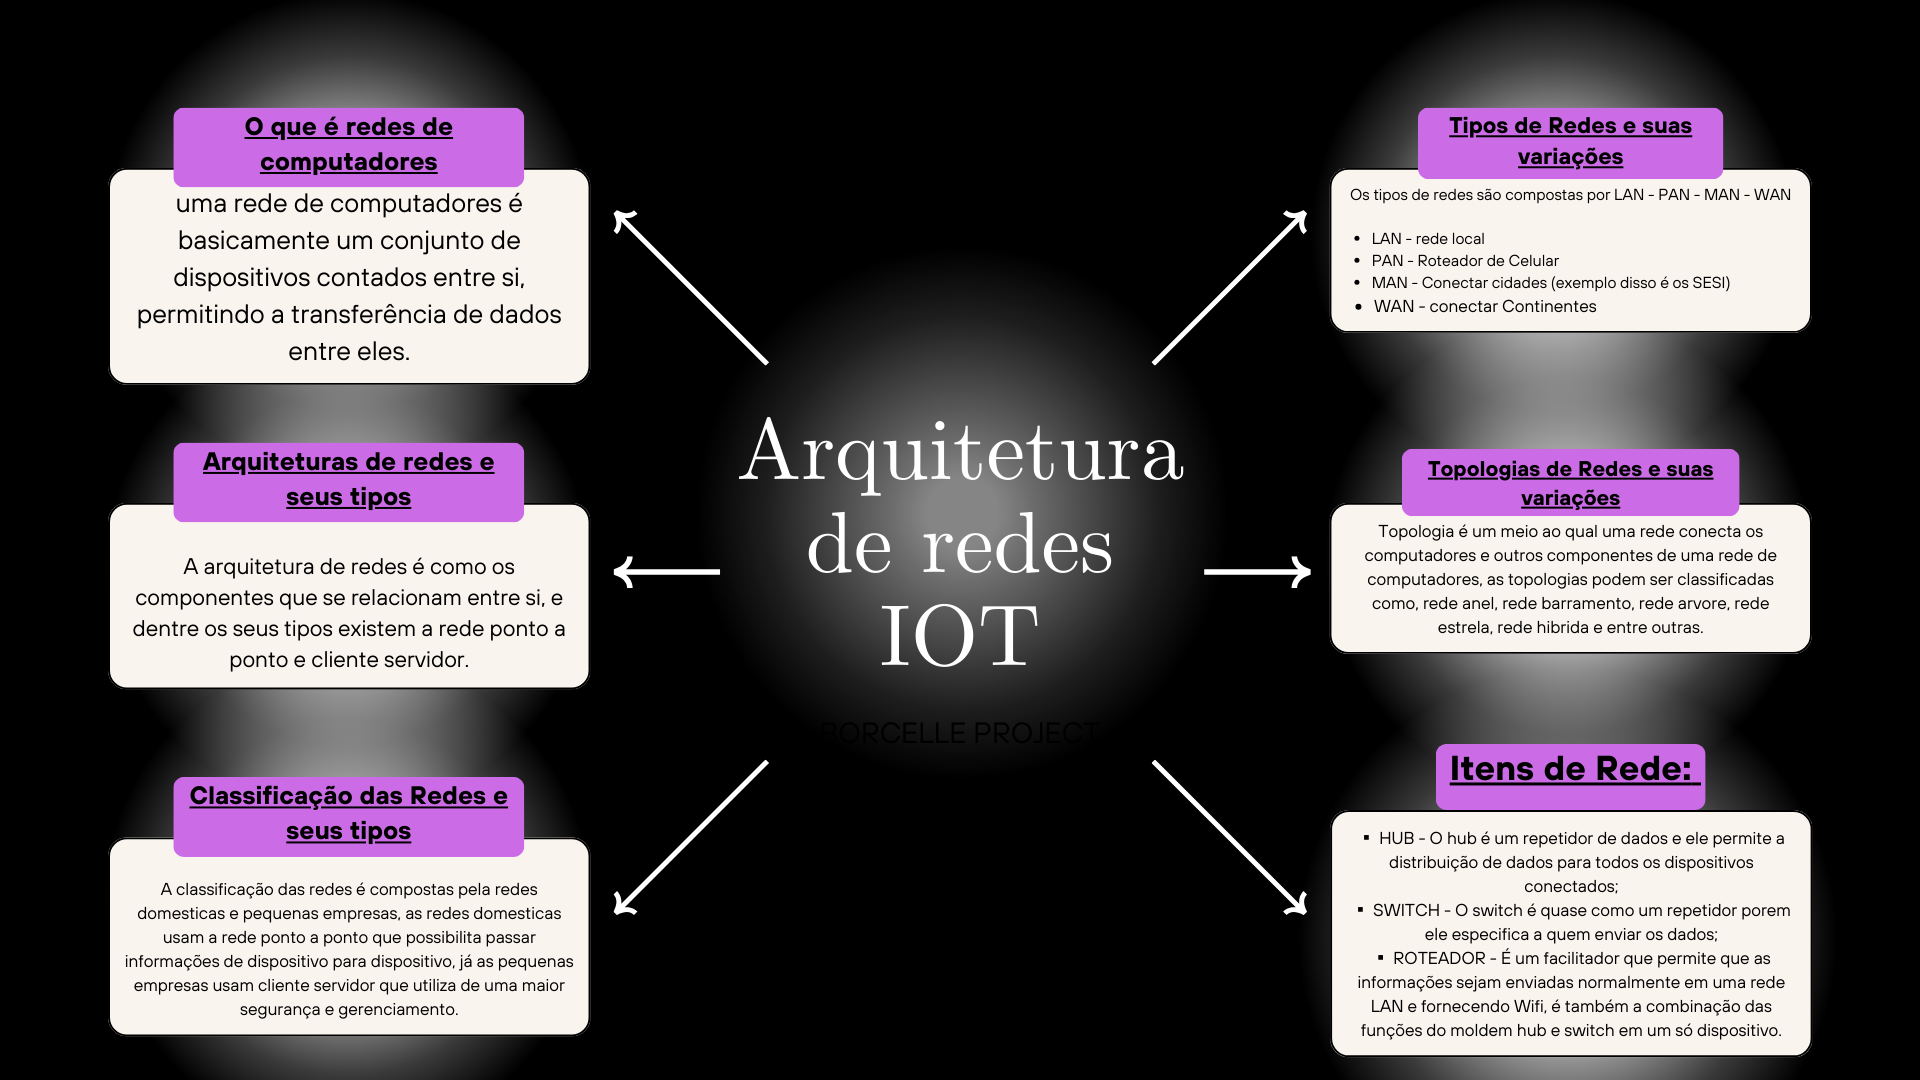 O que é redes de
computadores
uma rede de computadores é
basicamente um conjunto de
dispositivos contados entre si,
permitindo a transferência de dados
entre eles.
Arquiteturas de redes e
seus tipos
A arquitetura de redes é como os
componentes que se relacionam entre si, e
dentre os seus tipos existem a rede ponto a
ponto e cliente servidor.
Classificação das Redes e
seus tipos
A classificação das redes é compostas pela redes
domesticas e pequenas empresas, as redes domesticas
usam a rede ponto a ponto que possibilita passar
informações de dispositivo para dispositivo, já as pequenas
empresas usam cliente servidor que utiliza de uma maior
segurança e gerenciamento.
Arquitetura
de redes
IOT
BORCELLE PROJECT
Tipos de Redes e suas
variações
Os tipos de redes são compostas por LAN - PAN - MAN - WAN
• LAN - rede local
• PAN - Roteador de Celular
• MAN - Conectar cidades (exemplo disso é os SESI)
• WAN - conectar Continentes
Topologias de Redes e suas
variações
Topologia é um meio ao qual uma rede conecta os
computadores e outros componentes de uma rede de
computadores, as topologias podem ser classificadas
como, rede anel, rede barramento, rede arvore, rede
estrela, rede hibrida e entre outras.
Itens de Rede:
▪ HUB - O hub é um repetidor de dados e ele permite a
distribuição de dados para todos os dispositivos
conectados;
▪ SWITCH - O switch é quase como um repetidor porem
ele especifica a quem enviar os dados;
▪ ROTEADOR - É um facilitador que permite que as
informações sejam enviadas normalmente em uma rede
LAN e fornecendo Wifi, é também a combinação das
funções do moldem hub e switch em um só dispositivo.